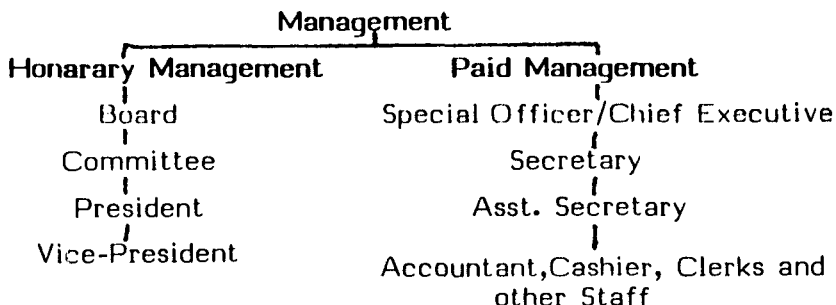 Management
Honarary Management Paid Management
Board Special Officer/Chief Executive
Committee Secretary
President Asst. Secretary
Vice-President
Accountant,Cashier, Clerks and
other Staff